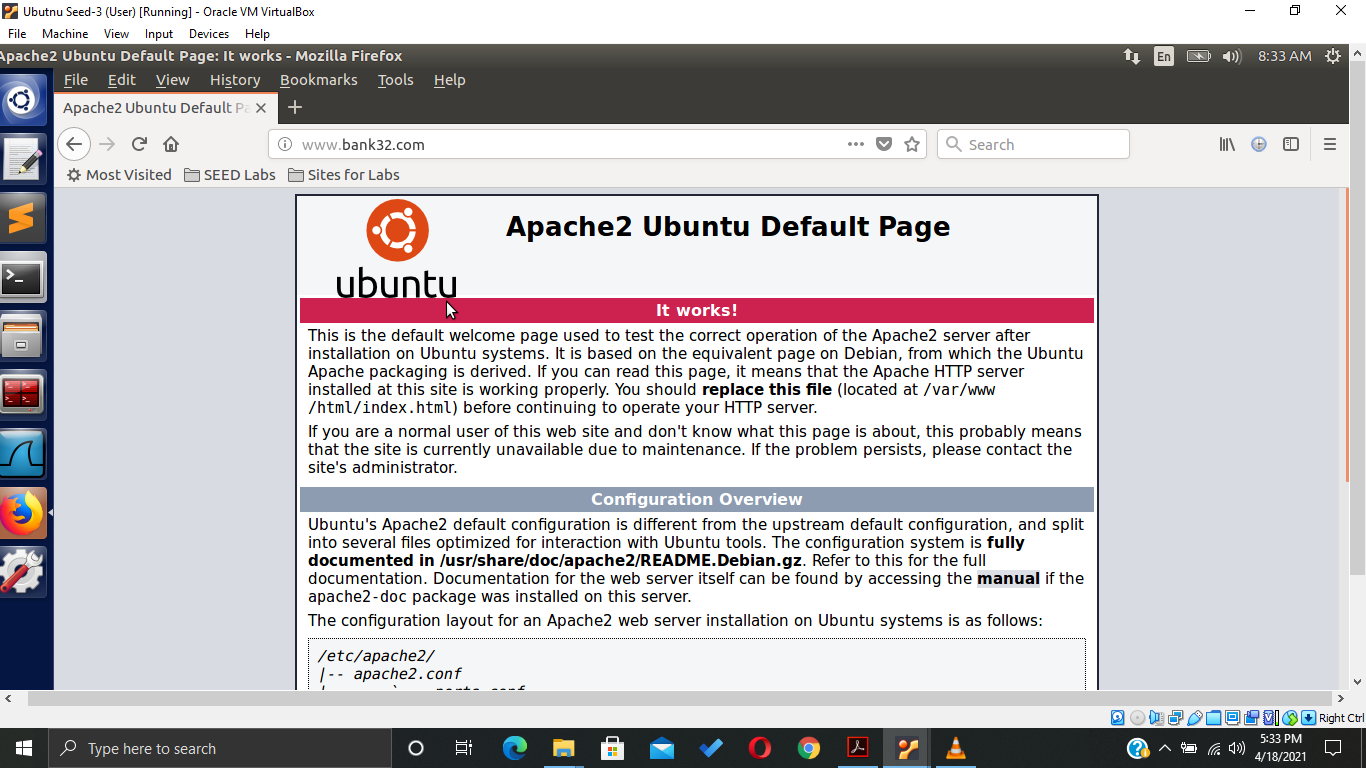 Ubutnu Seed-3 (User) [Running] - Oracle VM VirtualBox
File Machine View Input Devices Help
Apache2 Ubuntu Default Page: It works - Mozilla Firefox
En 8:33 AM
File Edit View History Bookmarks Tools Help
Apache2 Ubuntu Default Pa
www.bank32.com
Search
Most Visited SEED Labs Sites for Labs
ubuntu
Apache2 Ubuntu Default Page
It works!
This is the default welcome page used to test the correct operation of the Apache2 server after
installation on Ubuntu systems. It is based on the equivalent page on Debian, from which the Ubuntu
Apache packaging is derived. If you can read this page, it means that the Apache HTTP server
installed at this site is working properly. You should replace this file (located at /var/www
/html/index.html) before continuing to operate your HTTP server.
If you are a normal user of this web site and don't know what this page is about, this probably means
that the site is currently unavailable due to maintenance. If the problem persists, please contact the
site's administrator.
Configuration Overview
Ubuntu's Apache2 default configuration is different from the upstream default configuration, and split
into several files optimized for interaction with Ubuntu tools. The configuration system is fully
documented in /usr/share/doc/apache2/README.Debian.gz. Refer to this for the full
documentation. Documentation for the web server itself can be found by accessing the manual if the
apache2-doc package was installed on this server.
The configuration layout for an Apache2 web server installation on Ubuntu systems is as follows:
/etc/apache2/
|-- apache2.conf
Right Ctrl
Type here to search
5:33 PM
4/18/2021